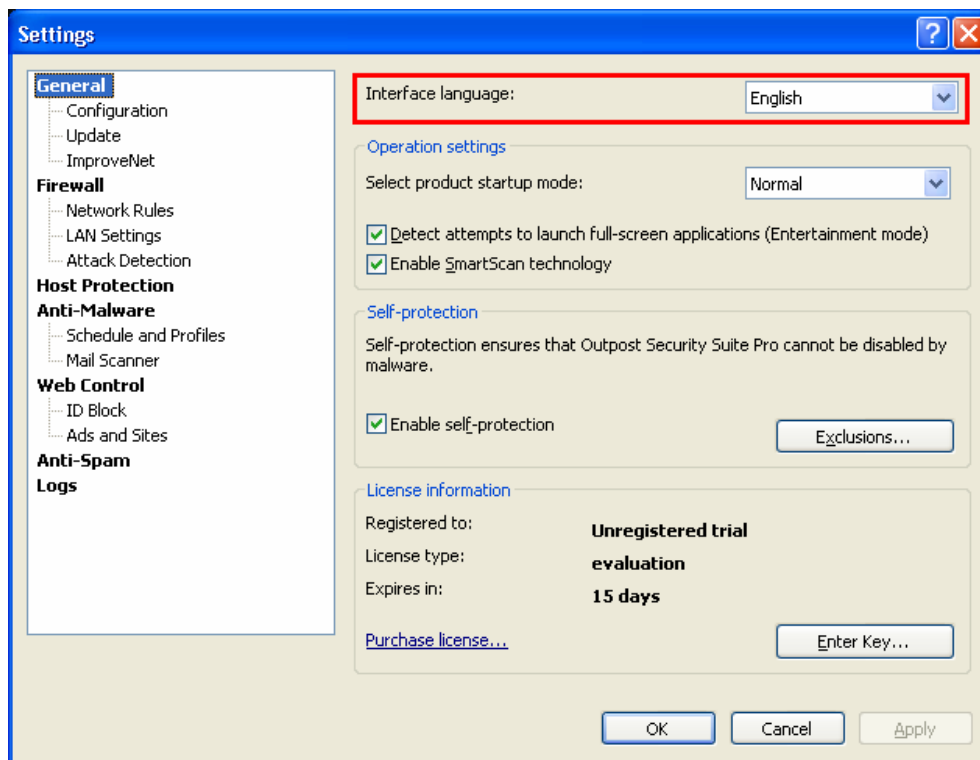 Settings
General
Configuration
Update
ImproveNet
Firewall
Network Rules
LAN Settings
Attack Detection
Host Protection
Anti-Malware
Schedule and Profiles
Mail Scanner
Web Control
ID Block
Ads and Sites
Anti-Spam
Logs
Interface language: English
Operation settings
Select product startup mode: Normal
Detect attempts to launch full-screen applications (Entertainment mode)
Enable SmartScan technology
Self-protection
Self-protection ensures that Outpost Security Suite Pro cannot be disabled by
malware.
Enable self-protection
Exclusions...
License information
Registered to: Unregistered trial
License type: evaluation
Expires in: 15 days
Purchase license...
Enter Key...
OK Cancel Apply